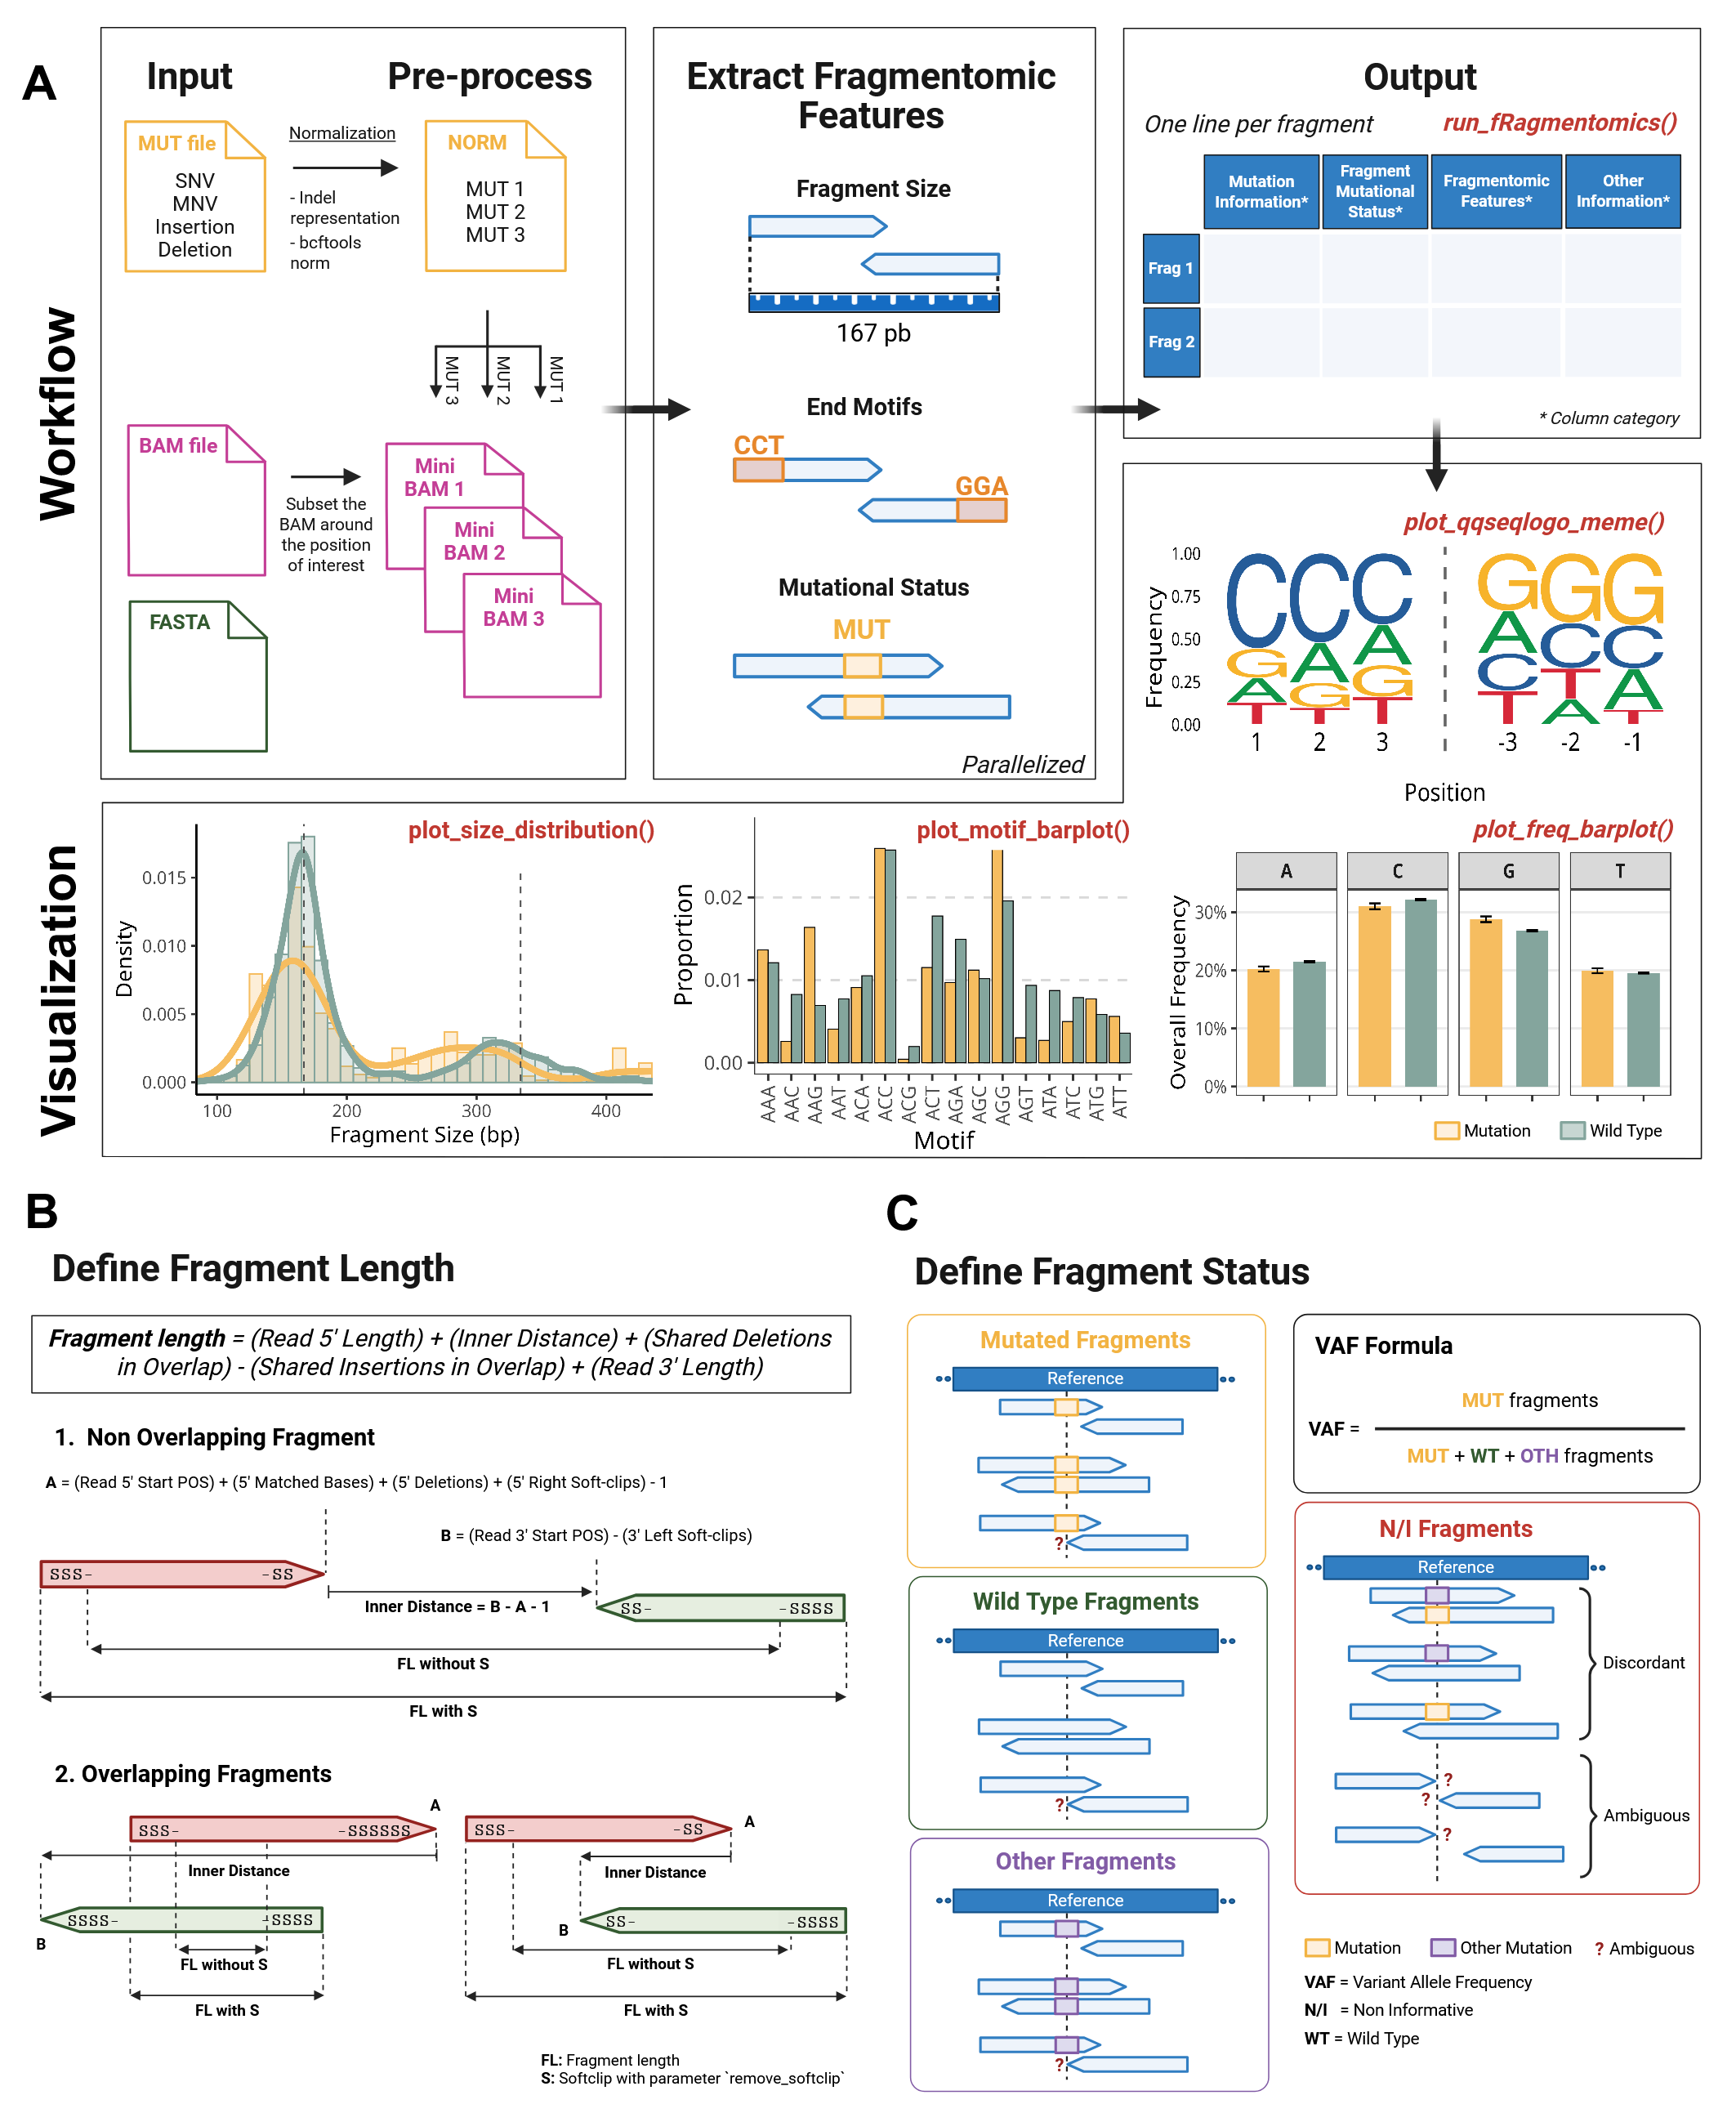 A
Workflow
Input
Pre-process
MUT file
SNV
MNV
Insertion
Deletion
Normalization
- Indel
representation
- bcftools
norm
NORM
MUT 1
MUT 2
MUT 3
MUT 3
MUT 2
MUT 1
BAM file
Subset the
BAM around
the position
of interest
Mini
BAM 1
Mini
BAM 2
Mini
BAM 3
FASTA
Extract Fragmentomic
Features
Fragment Size
167 pb
End Motifs
CCT
GGA
Mutational Status
MUT
Parallelized
Output
One line per fragment
run_fRagmentomics()
Mutation
Information*
Fragment
Mutational
Status*
Fragmentomic
Features*
Other
Information*
Frag 1
Frag 2
* Column category
plot_qqseqlogo_meme()
Frequency
1.00
0.75
0.50
0.25
0.00
C C C G G G
G A A A C C
A G G C T A
T T T T A T
1 2 3 -3 -2 -1
Position
Visualization
plot_size_distribution()
Density
0.015
0.010
0.005
0.000
100 200 300 400
Fragment Size (bp)
plot_motif_barplot()
Proportion
0.02
0.01
0.00
AAA AAC AAG AAT ACA ACC ACG ACT AGA AGC AGG AGT ATA ATC ATG ATT
Motif
plot_freq_barplot()
A C G T
Overall Frequency
30%
20%
10%
0%
Mutation Wild Type
B
Define Fragment Length
Fragment length = (Read 5' Length) + (Inner Distance) + (Shared Deletions
in Overlap) - (Shared Insertions in Overlap) + (Read 3' Length)
1. Non Overlapping Fragment
A = (Read 5' Start POS) + (5' Matched Bases) + (5' Deletions) + (5' Right Soft-clips) - 1
B = (Read 3' Start POS) - (3' Left Soft-clips)
SSS- -SS
Inner Distance = B - A - 1
SS- -SSSS
FL without S
FL with S
2. Overlapping Fragments
A
SSS- -SSSSSS
Inner Distance
SSSS- -SSSS
B
FL without S
FL with S
SSS- -SS
A
Inner Distance
B
SS- -SSSS
FL without S
FL with S
FL: Fragment length
S: Softclip with parameter `remove_softclip`
C
Define Fragment Status
Mutated Fragments
Reference
?
Wild Type Fragments
Reference
?
Other Fragments
Reference
?
VAF Formula
VAF =
MUT fragments
MUT + WT + OTH fragments
N/I Fragments
Reference
Discordant
?
?
?
Ambiguous
Mutation Other Mutation ? Ambiguous
VAF = Variant Allele Frequency
N/I = Non Informative
WT = Wild Type